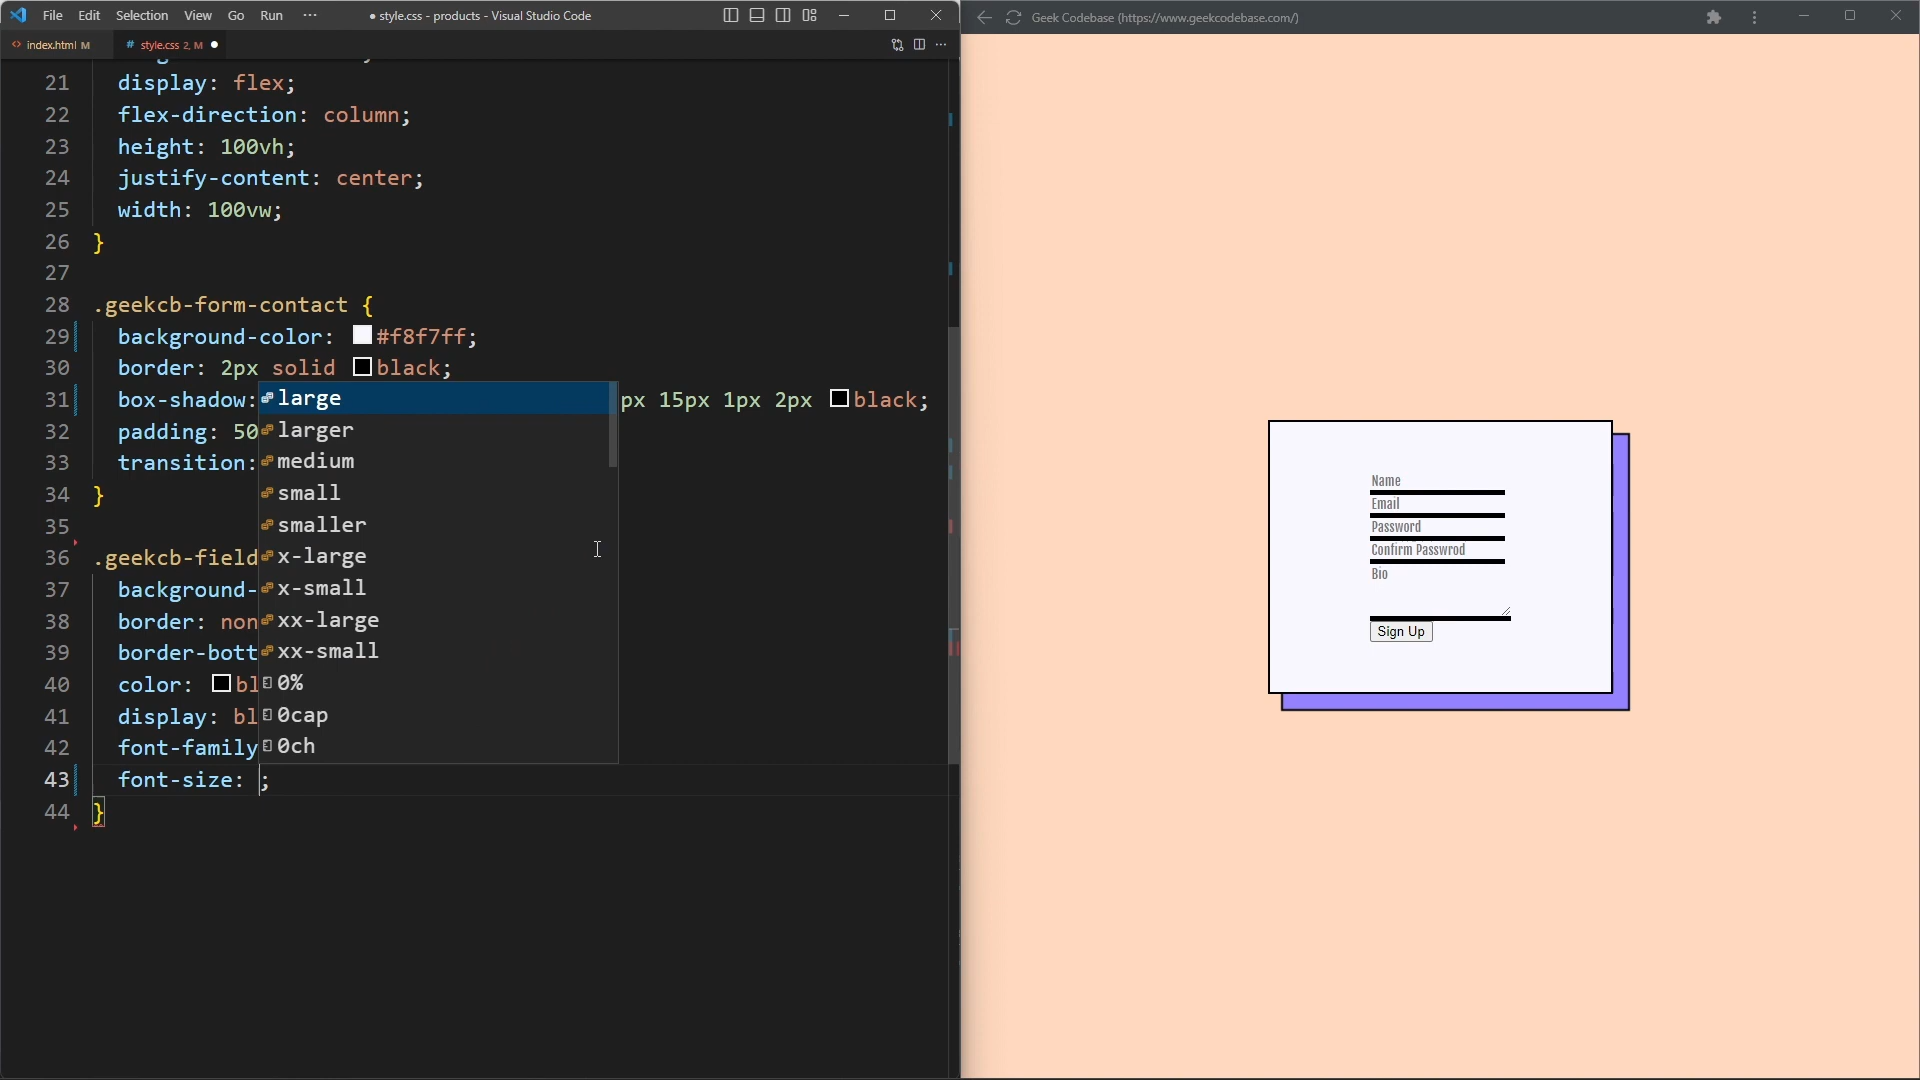 File Edit Selection View Go Run ··· ● style.css - products - Visual Studio Code
index.html M
# style.css 2, M ●
21 display: flex;
22 flex-direction: column;
23 height: 100vh;
24 justify-content: center;
25 width: 100vw;
26 }
27
28 .geekcb-form-contact {
29 background-color: #f8f7ff;
30 border: 2px solid black;
31 box-shadow: px 15px 1px 2px black;
32 padding: 50
33 transition:
34 }
35
36 .geekcb-field
37 background-
38 border: non
39 border-bott
40 color: bl
41 display: bl
42 font-family
43 font-size: ;
44 }
large
larger
medium
small
smaller
x-large
x-small
xx-large
xx-small
0%
0cap
0ch
Geek Codebase (https://www.geekcodebase.com/)
Name
Email
Password
Confirm Passwrod
Bio
Sign Up